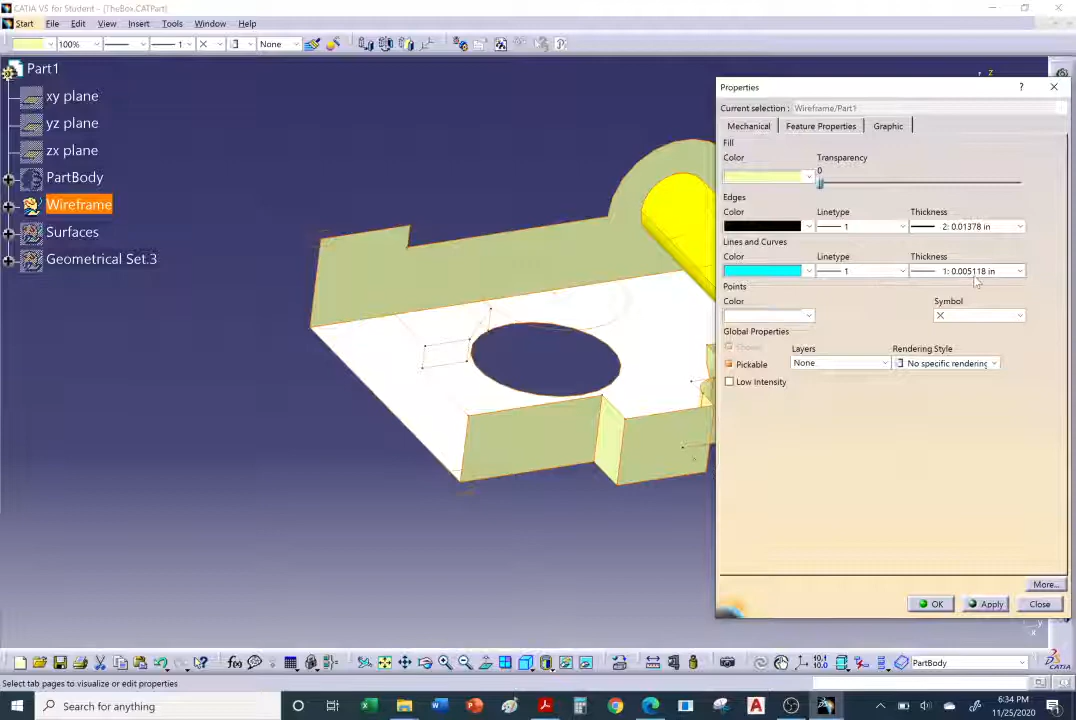 CATIA V5 for Student - [TheBox.CATPart]
Start File Edit View Insert Tools Window Help
100% 1 None
Part1
xy plane
yz plane
zx plane
PartBody
Wireframe
Surfaces
Geometrical Set.3
z
Properties ?
Current selection : Wireframe/Part1
Mechanical Feature Properties Graphic
Fill
Color Transparency
0
Edges
Color Linetype Thickness
1 2: 0.01378 in
Lines and Curves
Color Linetype Thickness
1 1: 0.005118 in
Points
Color Symbol
Global Properties
Shown Layers Rendering Style
Pickable None No specific rendering
Low Intensity
More...
OK Apply Close
x
PartBody
CATIA
Select tab pages to visualize or edit properties
Search for anything
6:34 PM
11/25/2020